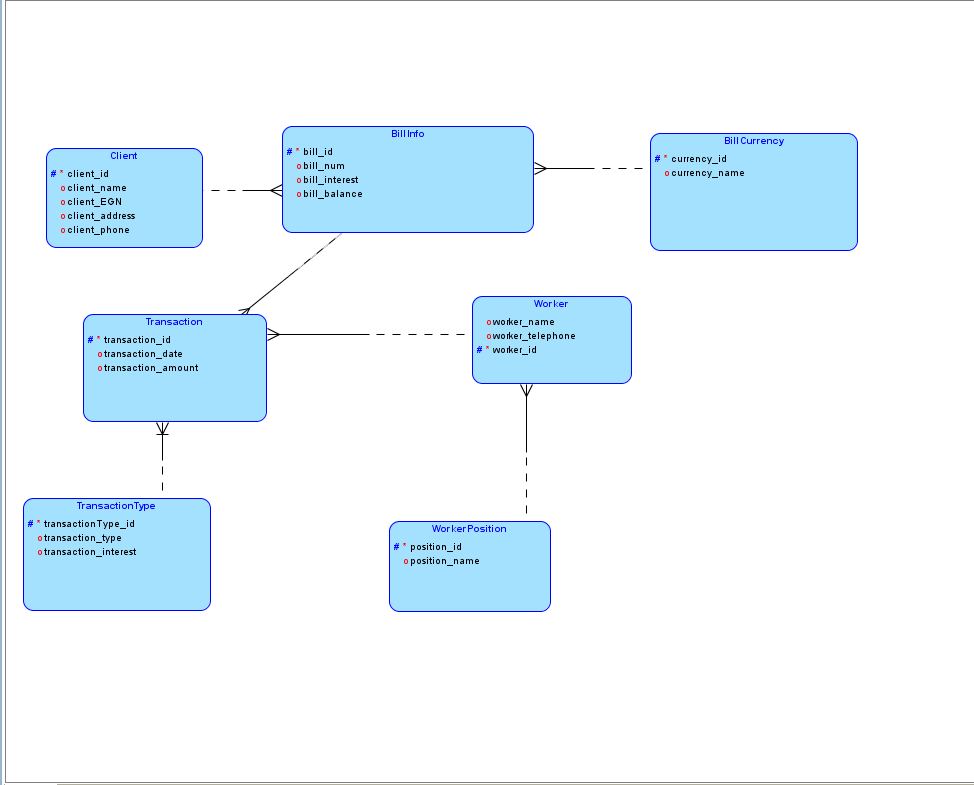 Client
# * client_id
o client_name
o client_EGN
o client_address
o client_phone
BillInfo
# * bill_id
o bill_num
o bill_interest
o bill_balance
BillCurrency
# * currency_id
o currency_name
Transaction
# * transaction_id
o transaction_date
o transaction_amount
Worker
o worker_name
o worker_telephone
# * worker_id
TransactionType
# * transactionType_id
o transaction_type
o transaction_interest
WorkerPosition
# * position_id
o position_name